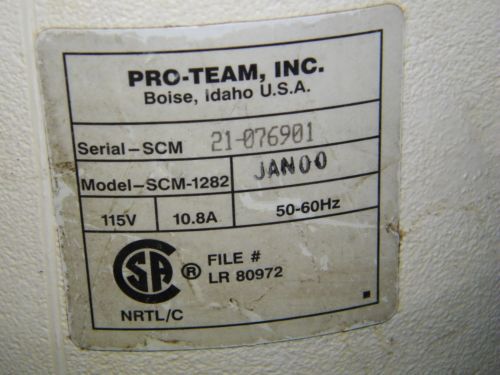 PRO-TEAM, INC.
Boise, idaho U.S.A.
Serial-SCM 21-076901
Model-SCM-1282 JAN00
115V 10.8A 50-60Hz
SA ® FILE #
LR 80972
NRTL/C